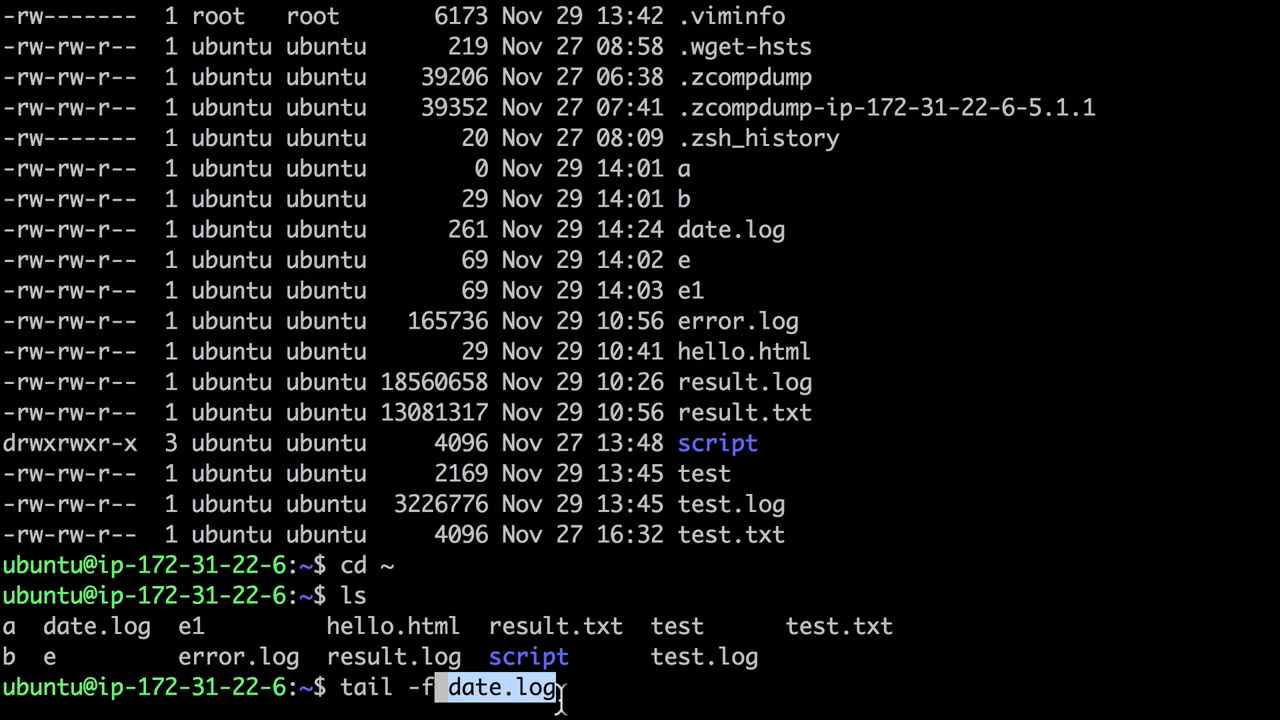 -rw------- 1 root root 6173 Nov 29 13:42 .viminfo
-rw-rw-r-- 1 ubuntu ubuntu 219 Nov 27 08:58 .wget-hsts
-rw-rw-r-- 1 ubuntu ubuntu 39206 Nov 27 06:38 .zcompdump
-rw-rw-r-- 1 ubuntu ubuntu 39352 Nov 27 07:41 .zcompdump-ip-172-31-22-6-5.1.1
-rw------- 1 ubuntu ubuntu 20 Nov 27 08:09 .zsh_history
-rw-rw-r-- 1 ubuntu ubuntu 0 Nov 29 14:01 a
-rw-rw-r-- 1 ubuntu ubuntu 29 Nov 29 14:01 b
-rw-rw-r-- 1 ubuntu ubuntu 261 Nov 29 14:24 date.log
-rw-rw-r-- 1 ubuntu ubuntu 69 Nov 29 14:02 e
-rw-rw-r-- 1 ubuntu ubuntu 69 Nov 29 14:03 e1
-rw-rw-r-- 1 ubuntu ubuntu 165736 Nov 29 10:56 error.log
-rw-rw-r-- 1 ubuntu ubuntu 29 Nov 29 10:41 hello.html
-rw-rw-r-- 1 ubuntu ubuntu 18560658 Nov 29 10:26 result.log
-rw-rw-r-- 1 ubuntu ubuntu 13081317 Nov 29 10:56 result.txt
drwxrwxr-x 3 ubuntu ubuntu 4096 Nov 27 13:48 script
-rw-rw-r-- 1 ubuntu ubuntu 2169 Nov 29 13:45 test
-rw-rw-r-- 1 ubuntu ubuntu 3226776 Nov 29 13:45 test.log
-rw-rw-r-- 1 ubuntu ubuntu 4096 Nov 27 16:32 test.txt
ubuntu@ip-172-31-22-6:~$ cd ~
ubuntu@ip-172-31-22-6:~$ ls
a date.log e1 hello.html result.txt test test.txt
b e error.log result.log script test.log
ubuntu@ip-172-31-22-6:~$ tail -f date.log